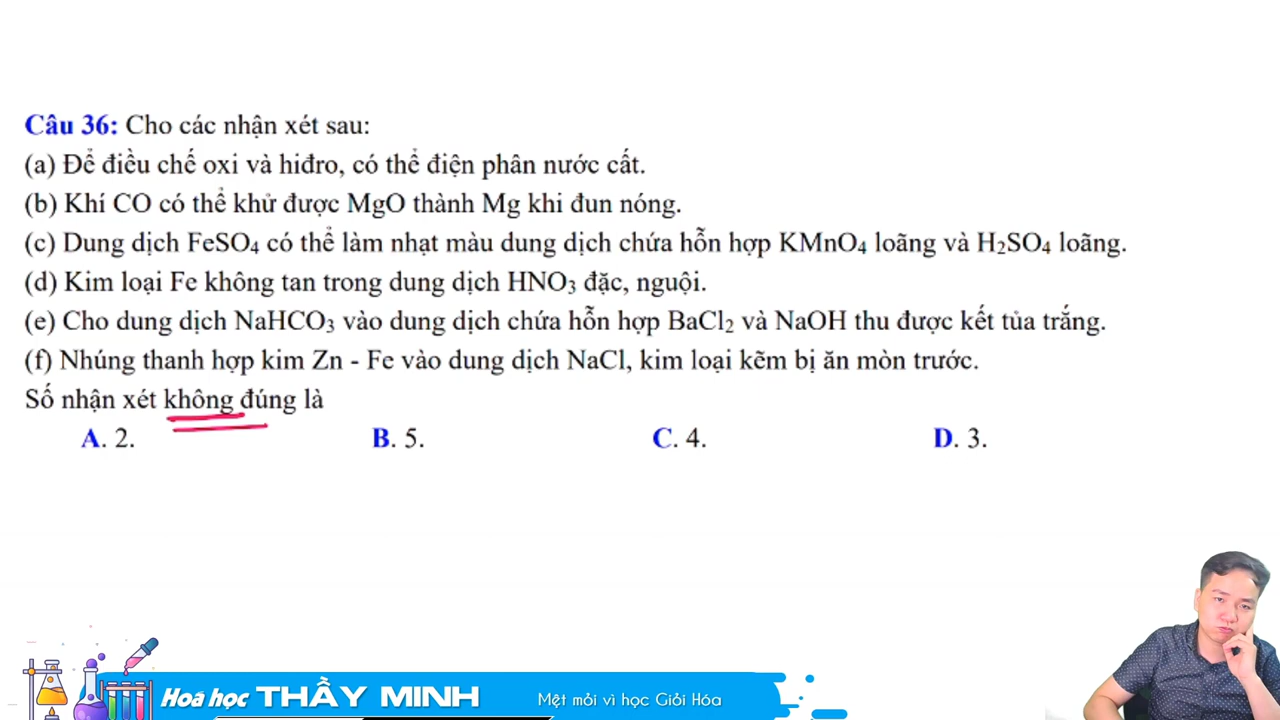 Câu 36: Cho các nhận xét sau:
(a) Để điều chế oxi và hiđro, có thể điện phân nước cất.
(b) Khí CO có thể khử được MgO thành Mg khi đun nóng.
(c) Dung dịch FeSO₄ có thể làm nhạt màu dung dịch chứa hỗn hợp KMnO₄ loãng và H₂SO₄ loãng.
(d) Kim loại Fe không tan trong dung dịch HNO₃ đặc, nguội.
(e) Cho dung dịch NaHCO₃ vào dung dịch chứa hỗn hợp BaCl₂ và NaOH thu được kết tủa trắng.
(f) Nhúng thanh hợp kim Zn - Fe vào dung dịch NaCl, kim loại kẽm bị ăn mòn trước.
Số nhận xét không đúng là
A. 2. B. 5. C. 4. D. 3.
Hoá học THẦY MINH Mệt mỏi vì học Giỏi Hóa